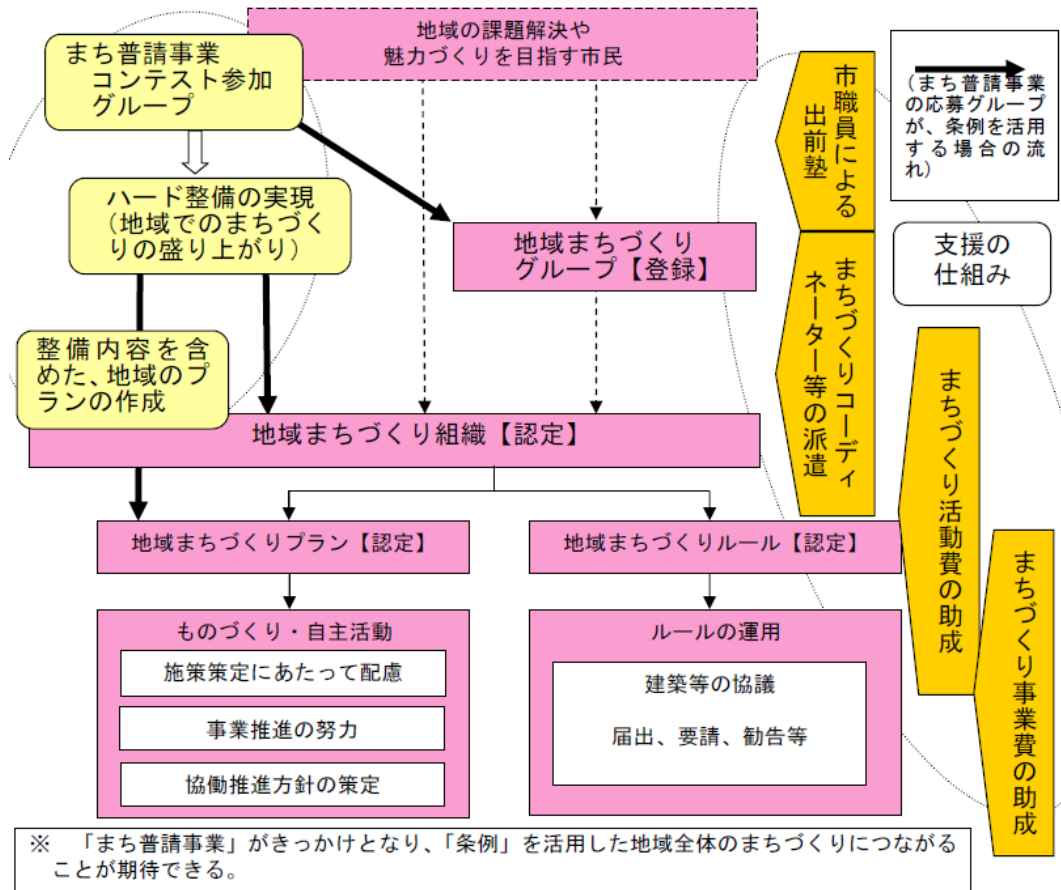 まち普請事業
コンテスト参加
グループ
地域の課題解決や
魅力づくりを目指す市民
ハード整備の実現
(地域でのまちづく
りの盛り上がり)
整備内容を含
めた、地域のプ
ランの作成
地域まちづくり
グループ【登録】
地域まちづくり組織【認定】
地域まちづくりプラン【認定】
地域まちづくりルール【認定】
ものづくり・自主活動
施策策定にあたって配慮
事業推進の努力
協働推進方針の策定
ルールの運用
建築等の協議
届出、要請、勧告等
市職員による
出前塾
まちづくりコーディ
ネーター等の派遣
(まち普請事業
の応募グループ
が、条例を活用
する場合の流
れ)
支援の
仕組み
まちづくり活動費の助成
まちづくり事業費の助成
※　「まち普請事業」がきっかけとなり、「条例」を活用した地域全体のまちづくりにつながる
ことが期待できる。